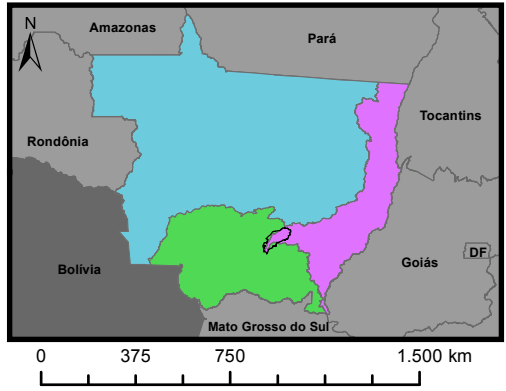 N
Amazonas
Pará
Tocantins
Rondônia
Bolívia
Goiás
DF
Mato Grosso do Sul
0 375 750 1.500 km